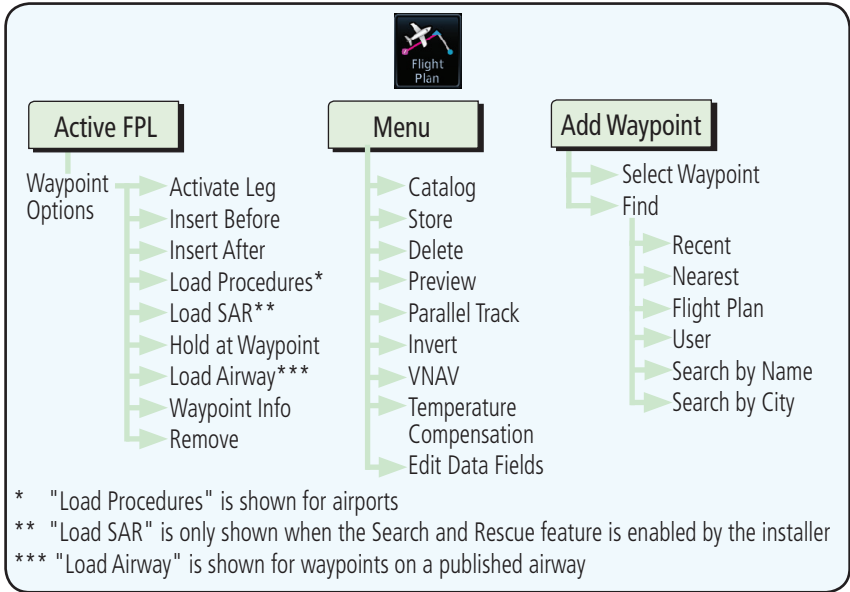 Flight
Plan
Active FPL
Waypoint
Options
Activate Leg
Insert Before
Insert After
Load Procedures*
Load SAR**
Hold at Waypoint
Load Airway***
Waypoint Info
Remove
Menu
Catalog
Store
Delete
Preview
Parallel Track
Invert
VNAV
Temperature
Compensation
Edit Data Fields
Add Waypoint
Select Waypoint
Find
Recent
Nearest
Flight Plan
User
Search by Name
Search by City
* "Load Procedures" is shown for airports
** "Load SAR" is only shown when the Search and Rescue feature is enabled by the installer
*** "Load Airway" is shown for waypoints on a published airway